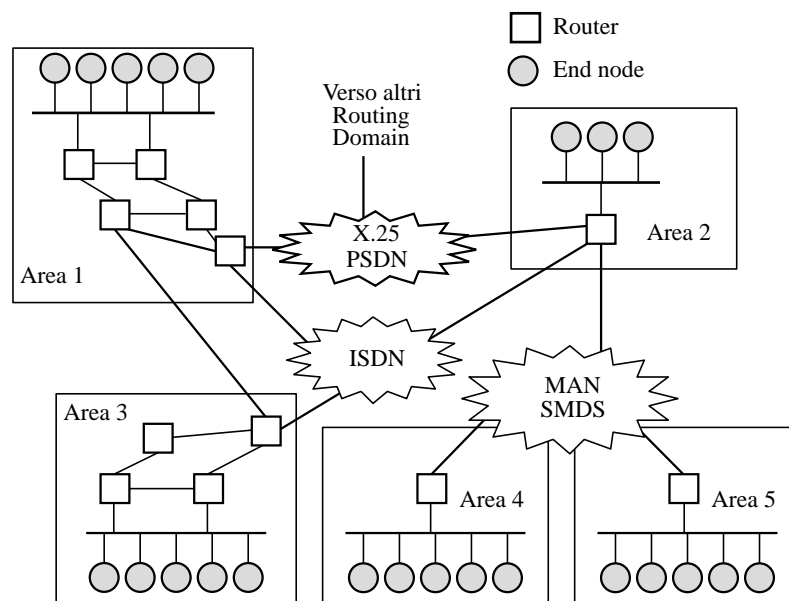 Router
End node
Verso altri
Routing
Domain
Area 1
X.25
PSDN
Area 2
ISDN
MAN
SMDS
Area 3
Area 4
Area 5